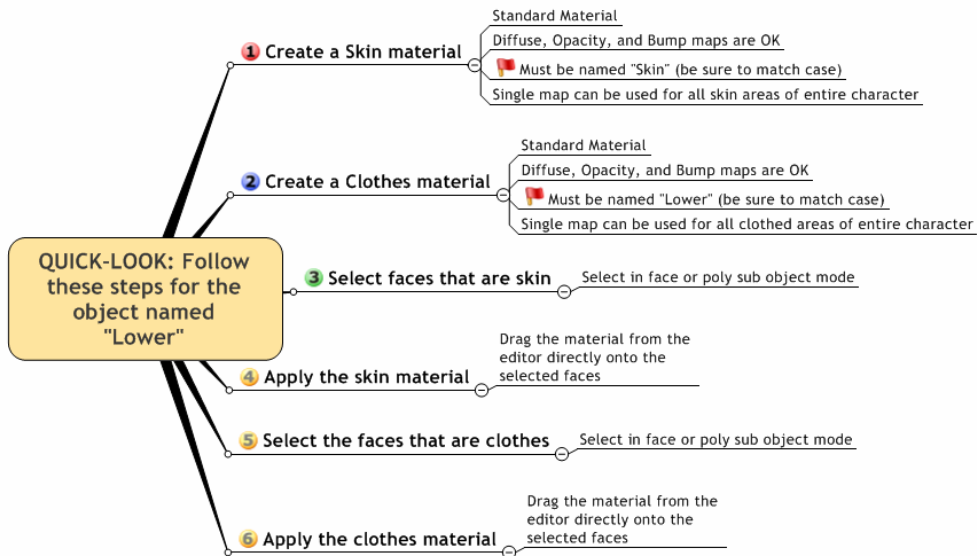 QUICK-LOOK: Follow
these steps for the
object named
"Lower"
1 Create a Skin material
Standard Material
Diffuse, Opacity, and Bump maps are OK
Must be named "Skin" (be sure to match case)
Single map can be used for all skin areas of entire character
2 Create a Clothes material
Standard Material
Diffuse, Opacity, and Bump maps are OK
Must be named "Lower" (be sure to match case)
Single map can be used for all clothed areas of entire character
3 Select faces that are skin
Select in face or poly sub object mode
4 Apply the skin material
Drag the material from the
editor directly onto the
selected faces
5 Select the faces that are clothes
Select in face or poly sub object mode
6 Apply the clothes material
Drag the material from the
editor directly onto the
selected faces